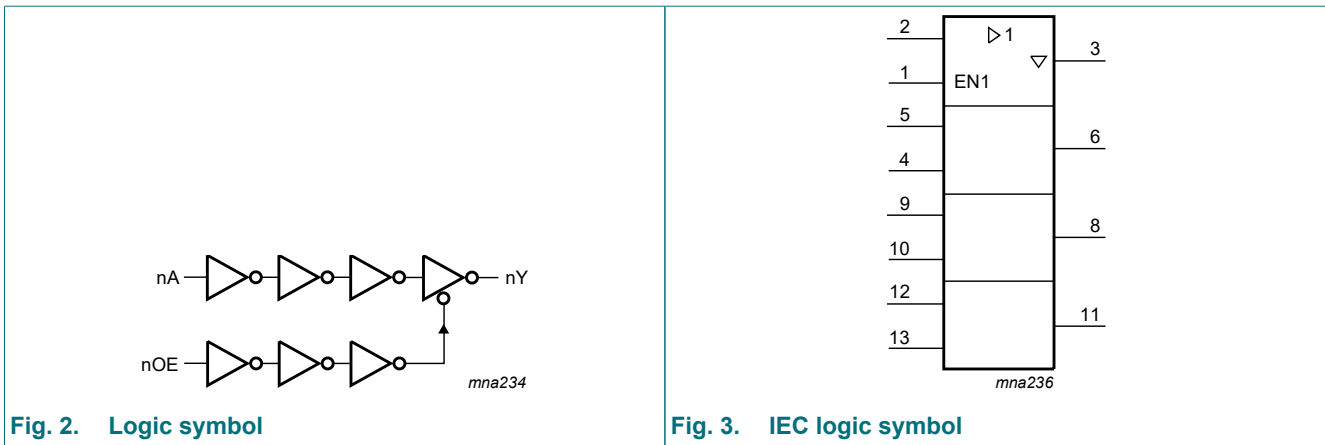 nA
nY
nOE
mna234
Fig. 2. Logic symbol
2
1
5
4
9
10
12
13
▷1
EN1
▽
3
6
8
11
mna236
Fig. 3. IEC logic symbol